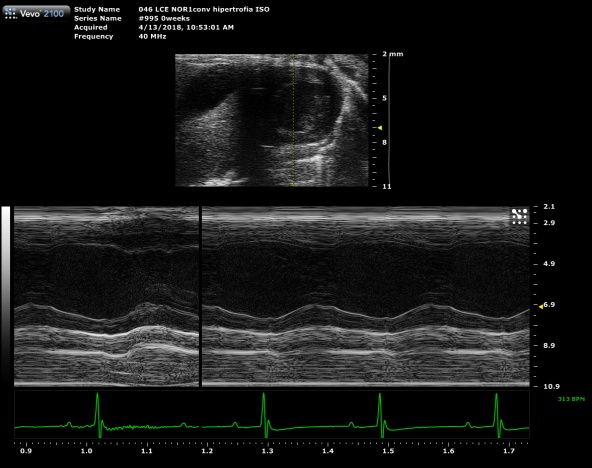 Vevo 2100
Study Name 046 LCE NOR1conv hipertrofia ISO
Series Name #995 0weeks
Acquired 4/13/2018, 10:53:01 AM
Frequency 40 MHz
2 mm
5
8
11
2.1
2.9
4.9
6.9
8.9
10.9
313 BPM
0.9 1.0 1.1 1.2 1.3 1.4 1.5 1.6 1.7